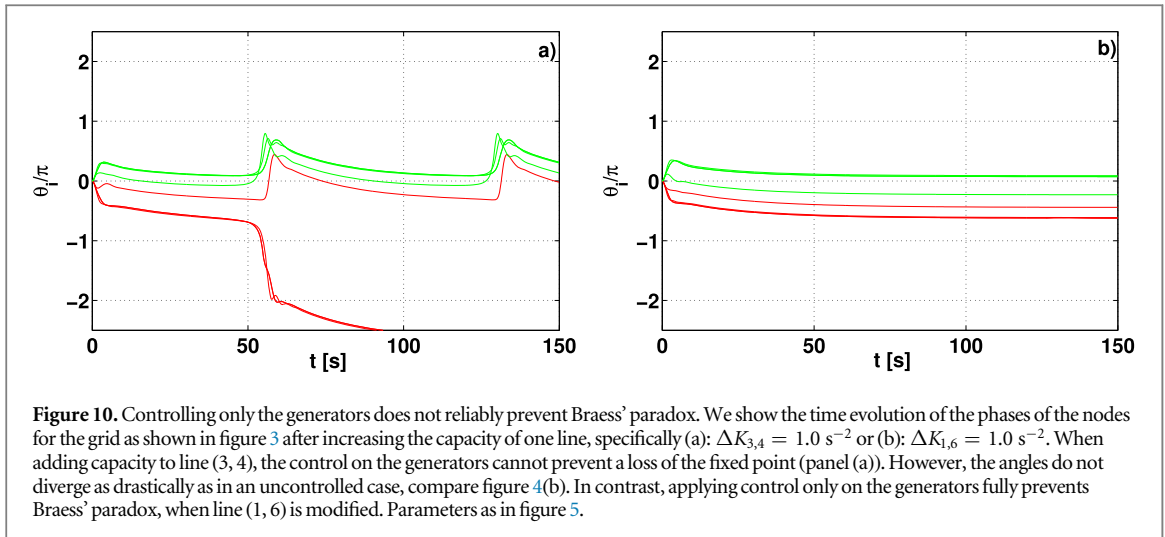 a)
2
1
0
-1
-2
θi/π
0 50 100 150
t [s]
b)
2
1
0
-1
-2
θi/π
0 50 100 150
t [s]
Figure 10. Controlling only the generators does not reliably prevent Braess’ paradox. We show the time evolution of the phases of the nodes
for the grid as shown in figure 3 after increasing the capacity of one line, specifically (a): ΔK3,4 = 1.0 s−2 or (b): ΔK1,6 = 1.0 s−2. When
adding capacity to line (3, 4), the control on the generators cannot prevent a loss of the fixed point (panel (a)). However, the angles do not
diverge as drastically as in an uncontrolled case, compare figure 4(b). In contrast, applying control only on the generators fully prevents
Braess’ paradox, when line (1, 6) is modified. Parameters as in figure 5.